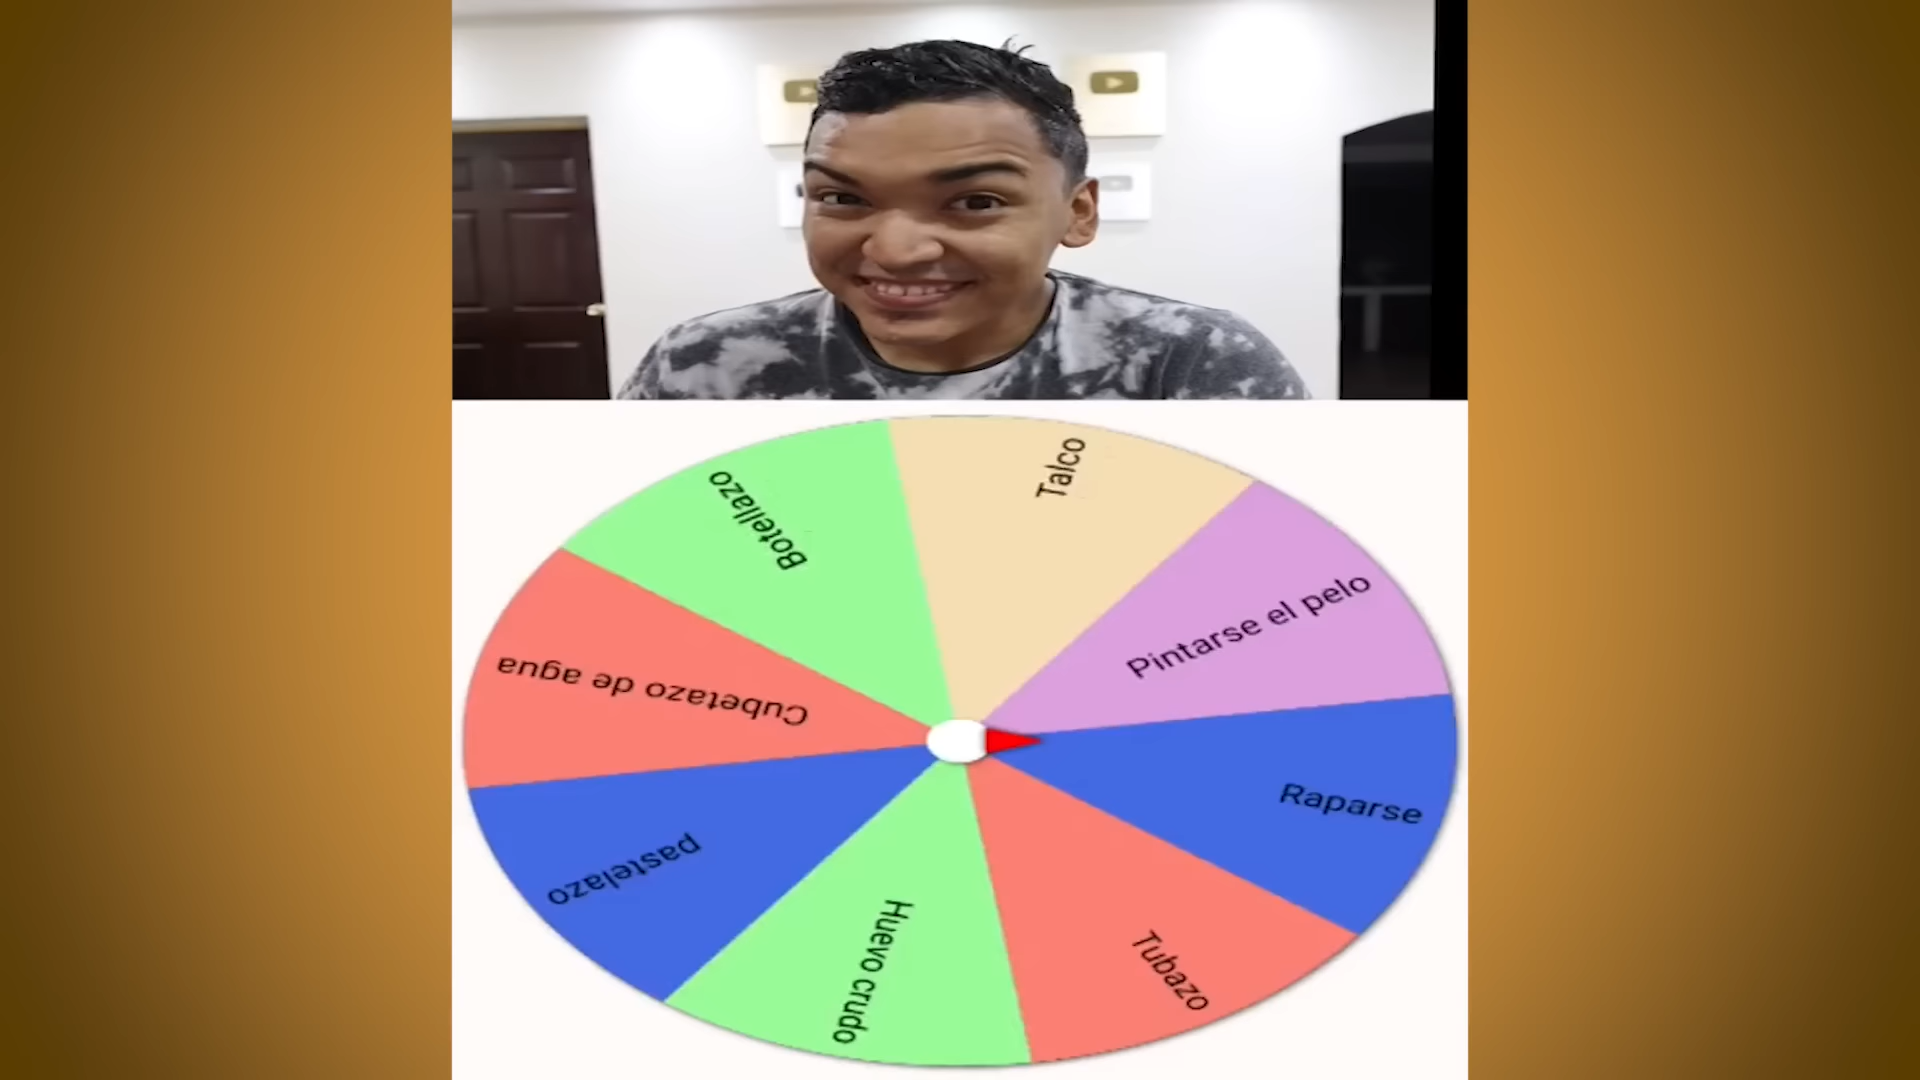 Talco
Botellazo
Pintarse el pelo
Cubetazo de agua
Raparse
pastelazo
Huevo crudo
Tubazo